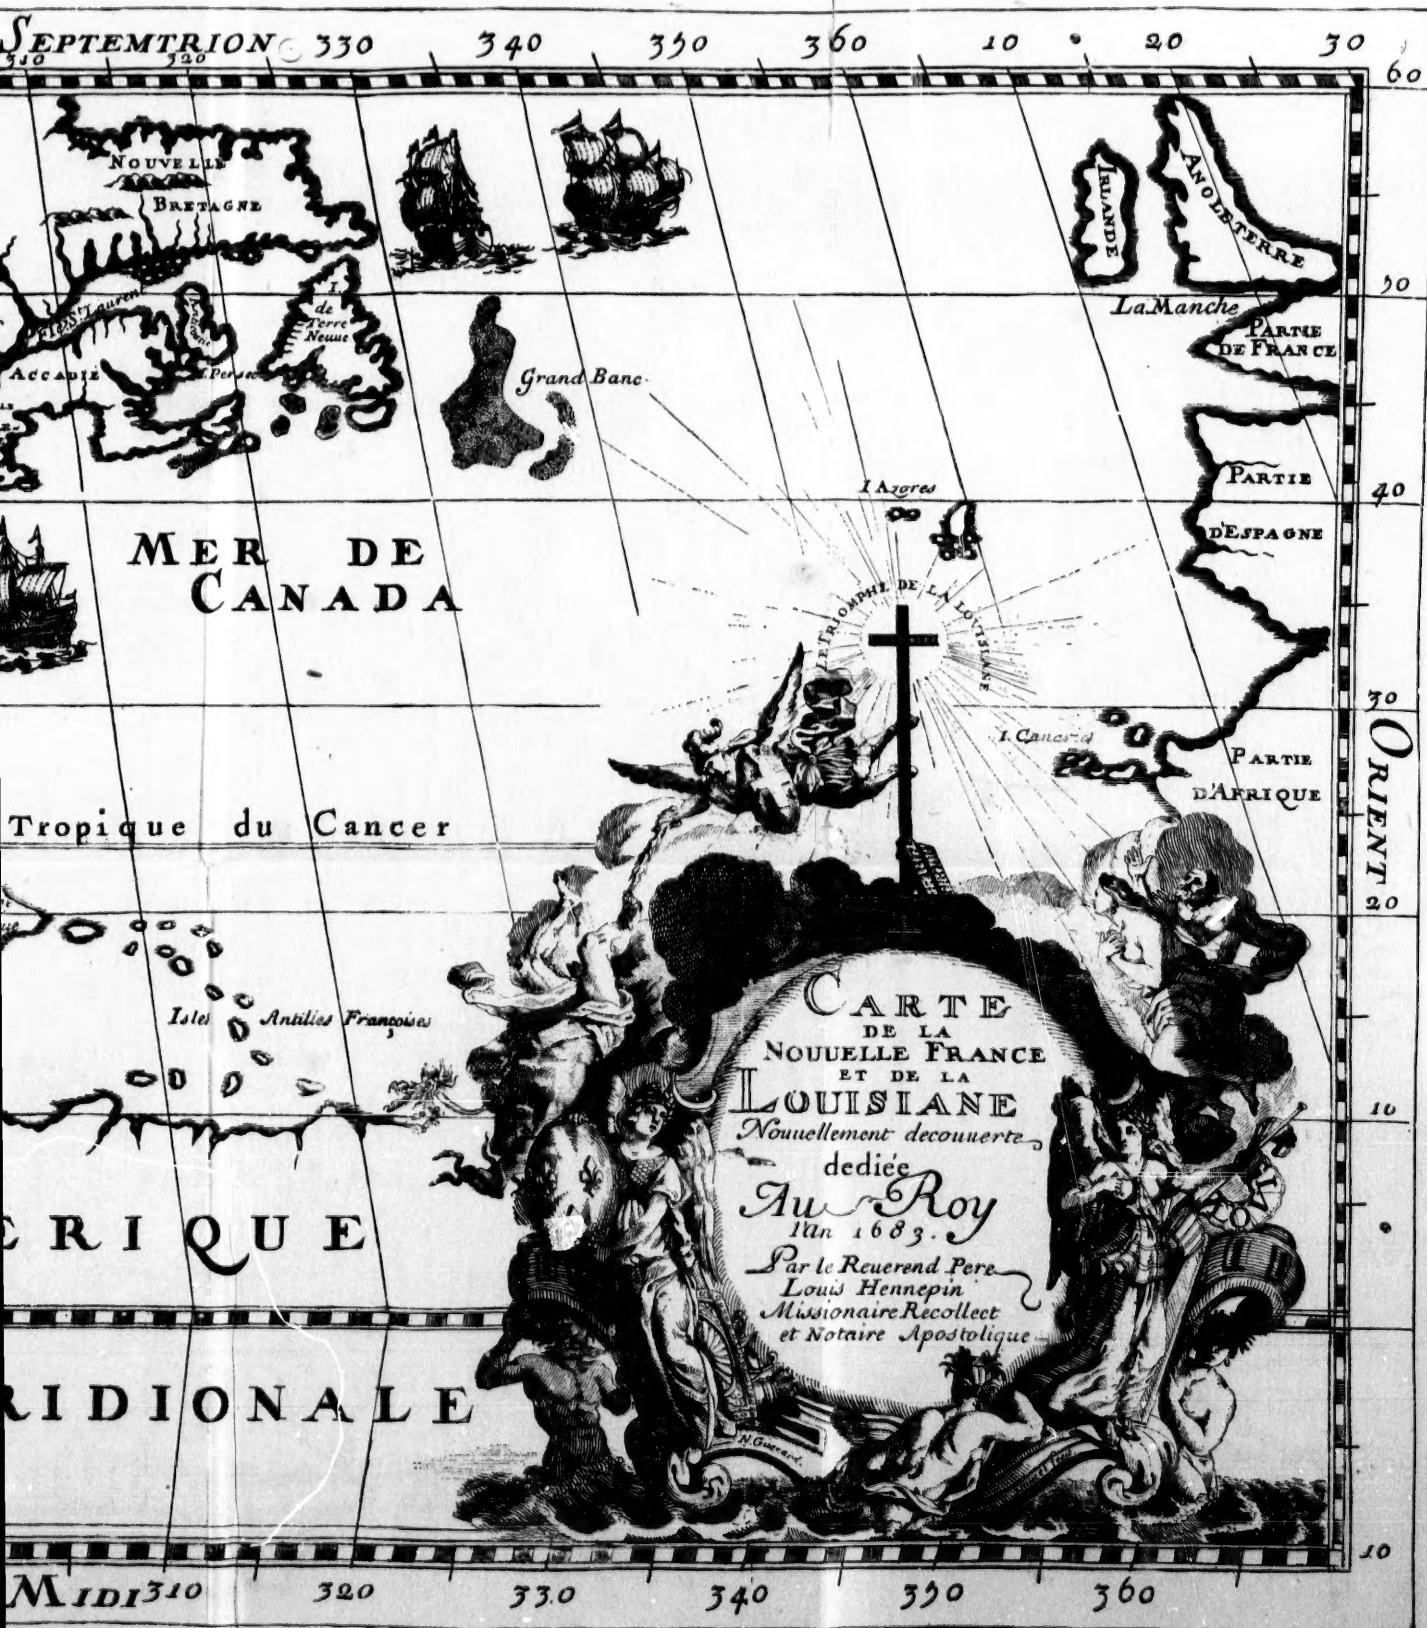 SEPTEMTRION 330 340 350 360 10 20 30
310 320
60
NOUVELLE
BRETAGNE
IRLANDE
ANGLETERRE
50
La Manche
PARTIE
DE FRANCE
St. Laurent
I.
de
Terre
Neuue
ACCADIE
Grand Banc
I Azores
40
PARTIE
D'ESPAGNE
MER DE
CANADA
LE TRIOMPHE DE LA LOUISIANE
30
I. Canaries
ORIENT
PARTIE
D'AFRIQUE
Tropique du Cancer
20
Isles Antilles Françoises
10
CARTE
DE LA
NOUUELLE FRANCE
ET DE LA
LOUISIANE
Nouuellement decouuerte
dediée
Au Roy
l'An 1683.
Par le Reuerend Pere
Louis Hennepin
Missionaire Recollect
et Notaire Apostolique
ERIQUE
RIDIONALE
N. Guerard.
10
MIDI 310 320 330 340 350 360